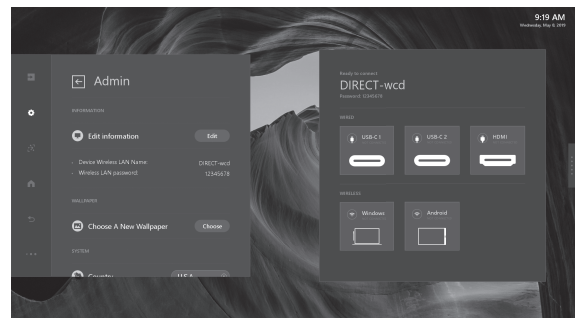 9:19 AM
Wednesday, May 8, 2019
Admin
INFORMATION
Edit information
Edit
- Device Wireless LAN Name: DIRECT-wcd
- Wireless LAN password: 12345678
WALLPAPER
Choose A New Wallpaper
Choose
SYSTEM
Country
U.S.A
Ready to connect
DIRECT-wcd
Password: 12345678
WIRED
USB-C 1
USB-C 2
HDMI
WIRELESS
Windows
Android